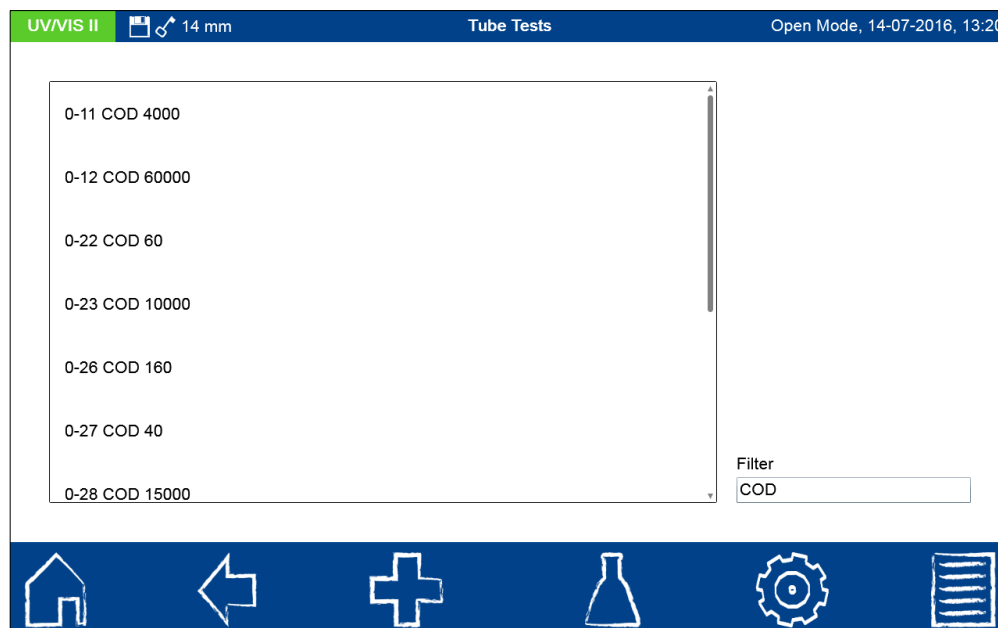 UV/VIS II 14 mm Tube Tests Open Mode, 14-07-2016, 13:20
0-11 COD 4000
0-12 COD 60000
0-22 COD 60
0-23 COD 10000
0-26 COD 160
0-27 COD 40
0-28 COD 15000
Filter
COD